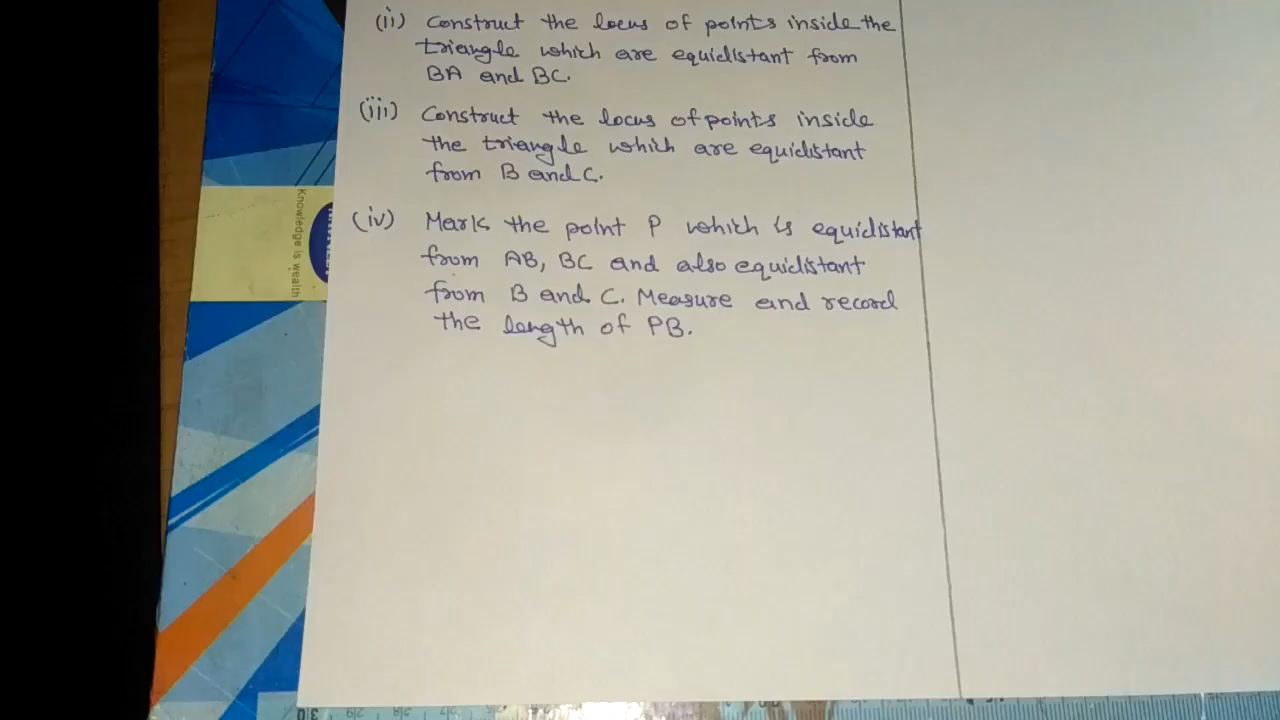 (ii) Construct the locus of points inside the
triangle which are equidistant from
BA and BC.
(iii) Construct the locus of points inside
the triangle which are equidistant
from B and C.
(iv) Mark the point P which is equidistant
from AB, BC and also equidistant
from B and C. Measure and record
the length of PB.
Knowledge is wealth